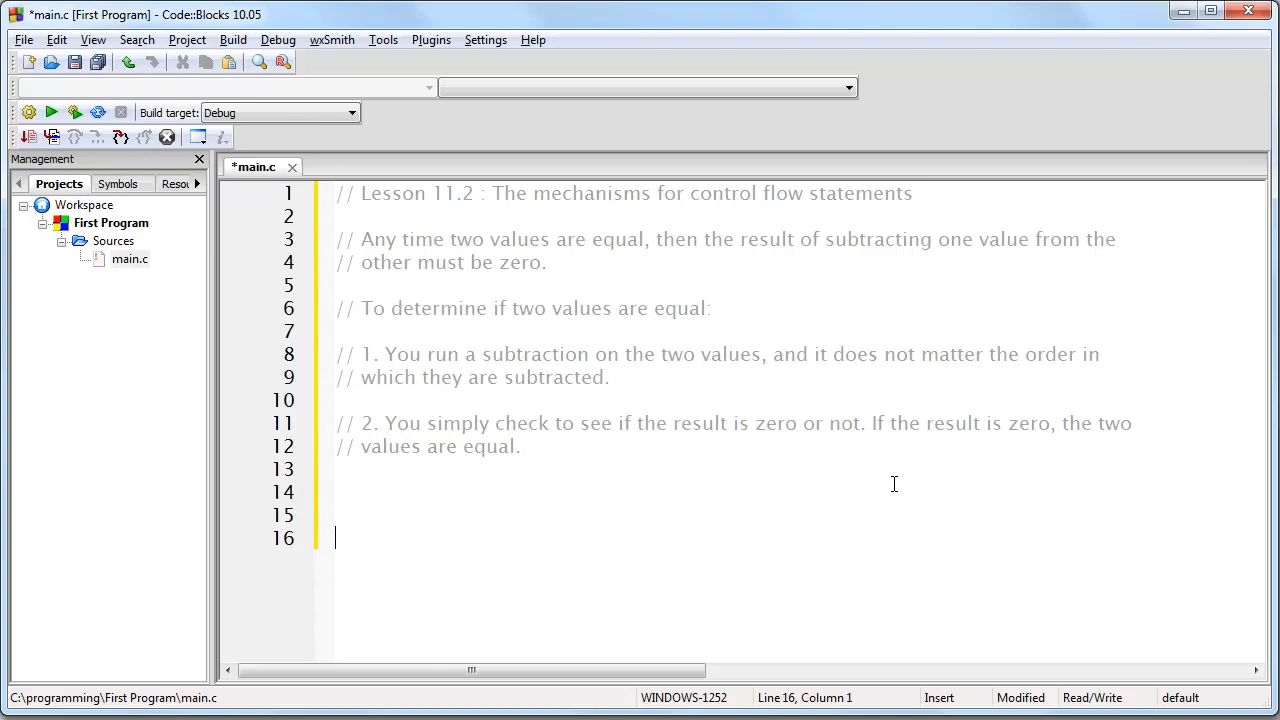 *main.c [First Program] - Code::Blocks 10.05
File Edit View Search Project Build Debug wxSmith Tools Plugins Settings Help
Build target: Debug
Management
*main.c
Projects Symbols Resou
Workspace
First Program
Sources
main.c
1 // Lesson 11.2 : The mechanisms for control flow statements
2
3 // Any time two values are equal, then the result of subtracting one value from the
4 // other must be zero.
5
6 // To determine if two values are equal:
7
8 // 1. You run a subtraction on the two values, and it does not matter the order in
9 // which they are subtracted.
10
11 // 2. You simply check to see if the result is zero or not. If the result is zero, the two
12 // values are equal.
13
14
15
16
C:\programming\First Program\main.c WINDOWS-1252 Line 16, Column 1 Insert Modified Read/Write default